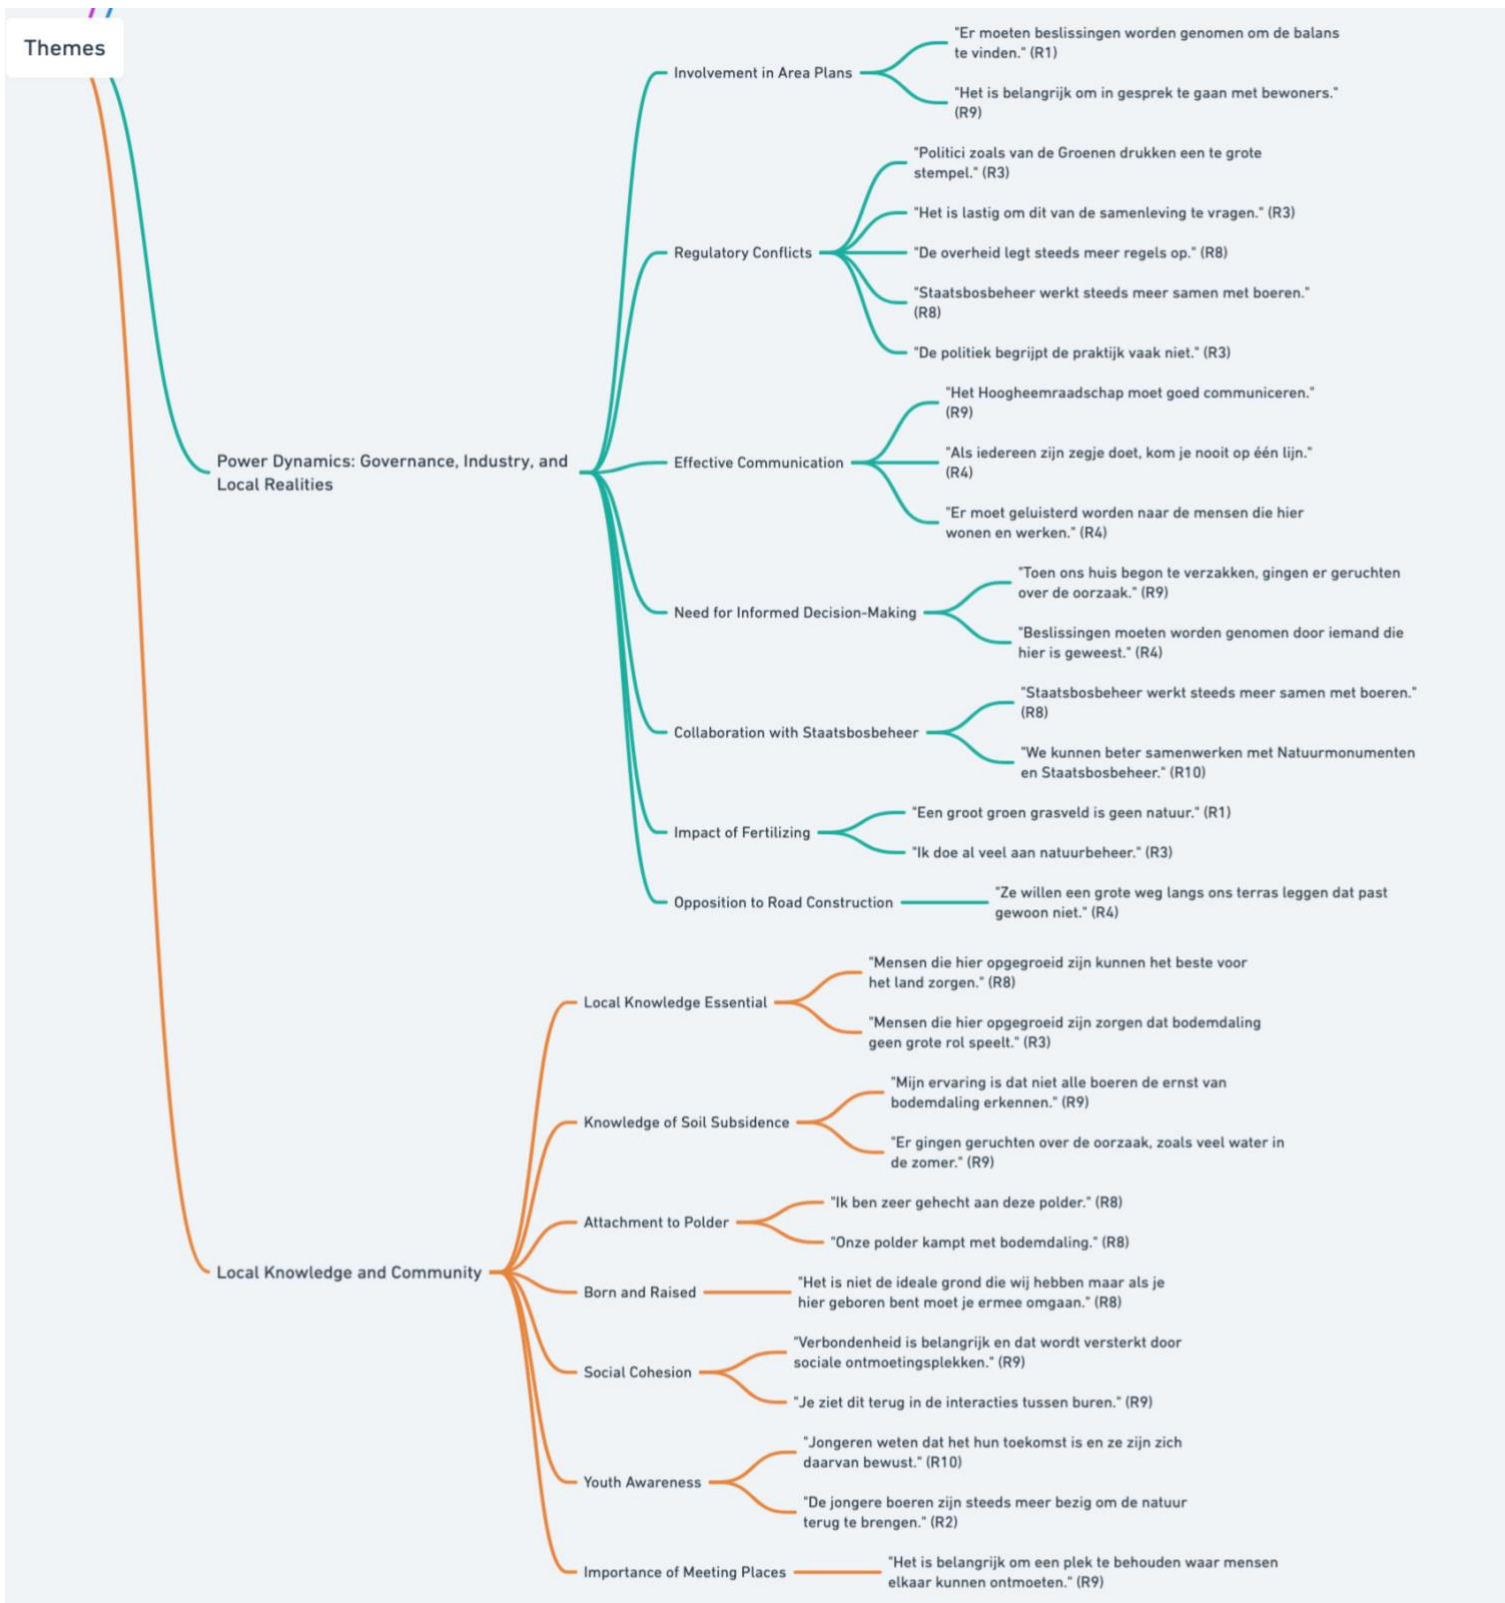 Themes
Power Dynamics: Governance, Industry, and
Local Realities
Involvement in Area Plans
"Er moeten beslissingen worden genomen om de balans
te vinden." (R1)
"Het is belangrijk om in gesprek te gaan met bewoners."
(R9)
Regulatory Conflicts
"Politici zoals van de Groenen drukken een te grote
stempel." (R3)
"Het is lastig om dit van de samenleving te vragen." (R3)
"De overheid legt steeds meer regels op." (R8)
"Staatsbosbeheer werkt steeds meer samen met boeren."
(R8)
"De politiek begrijpt de praktijk vaak niet." (R3)
Effective Communication
"Het Hoogheemraadschap moet goed communiceren."
(R9)
"Als iedereen zijn zegje doet, kom je nooit op één lijn."
(R4)
"Er moet geluisterd worden naar de mensen die hier
wonen en werken." (R4)
Need for Informed Decision-Making
"Toen ons huis begon te verzakken, gingen er geruchten
over de oorzaak." (R9)
"Beslissingen moeten worden genomen door iemand die
hier is geweest." (R4)
Collaboration with Staatsbosbeheer
"Staatsbosbeheer werkt steeds meer samen met boeren."
(R8)
"We kunnen beter samenwerken met Natuurmonumenten
en Staatsbosbeheer." (R10)
Impact of Fertilizing
"Een groot groen grasveld is geen natuur." (R1)
"Ik doe al veel aan natuurbeheer." (R3)
Opposition to Road Construction
"Ze willen een grote weg langs ons terras leggen dat past
gewoon niet." (R4)
Local Knowledge and Community
Local Knowledge Essential
"Mensen die hier opgegroeid zijn kunnen het beste voor
het land zorgen." (R8)
"Mensen die hier opgegroeid zijn zorgen dat bodemdaling
geen grote rol speelt." (R3)
Knowledge of Soil Subsidence
"Mijn ervaring is dat niet alle boeren de ernst van
bodemdaling erkennen." (R9)
"Er gingen geruchten over de oorzaak, zoals veel water in
de zomer." (R9)
Attachment to Polder
"Ik ben zeer gehecht aan deze polder." (R8)
"Onze polder kampt met bodemdaling." (R8)
Born and Raised
"Het is niet de ideale grond die wij hebben maar als je
hier geboren bent moet je ermee omgaan." (R8)
Social Cohesion
"Verbondenheid is belangrijk en dat wordt versterkt door
sociale ontmoetingsplekken." (R9)
"Je ziet dit terug in de interacties tussen buren." (R9)
Youth Awareness
"Jongeren weten dat het hun toekomst is en ze zijn zich
daarvan bewust." (R10)
"De jongere boeren zijn steeds meer bezig om de natuur
terug te brengen." (R2)
Importance of Meeting Places
"Het is belangrijk om een plek te behouden waar mensen
elkaar kunnen ontmoeten." (R9)